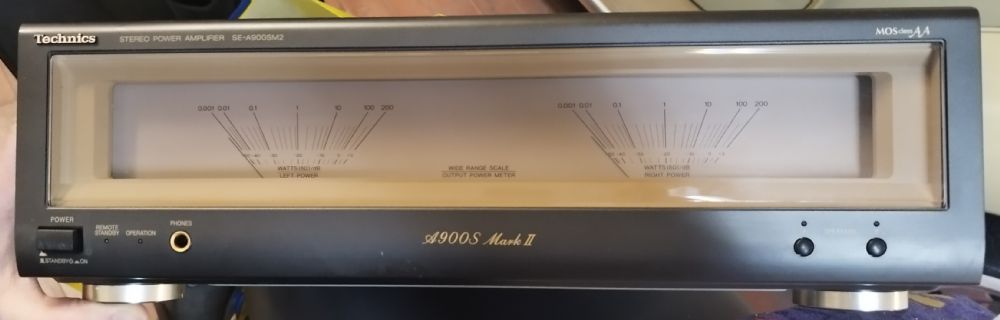 Technics
STEREO POWER AMPLIFIER SE-A900SM2
MOS class AA
0.001 0.01 0.1 1 10 100 200
WATTS(8Ω)/dB
LEFT POWER
WIDE RANGE SCALE
OUTPUT POWER METER
0.001 0.01 0.1 1 10 100 200
WATTS(8Ω)/dB
RIGHT POWER
POWER
STANDBY ON
REMOTE
STANDBY
OPERATION
PHONES
A900S Mark II